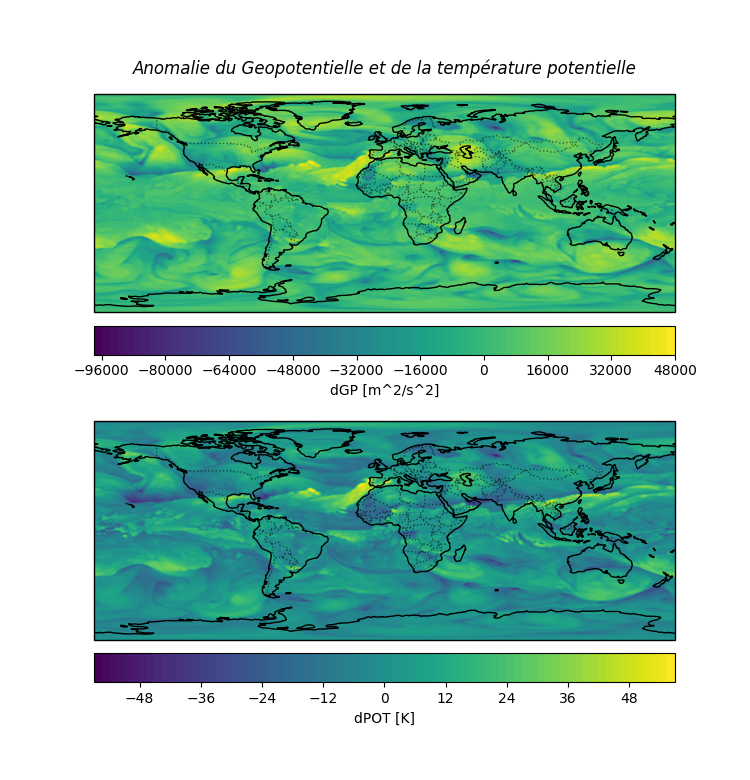 Anomalie du Geopotentielle et de la température potentielle
−96000 −80000 −64000 −48000 −32000 −16000 0 16000 32000 48000
dGP [m^2/s^2]
−48 −36 −24 −12 0 12 24 36 48
dPOT [K]